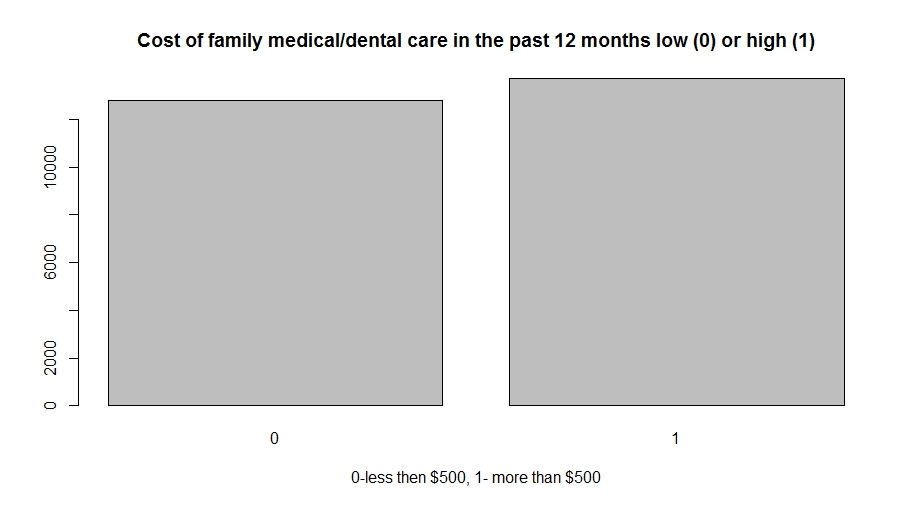 Cost of family medical/dental care in the past 12 months low (0) or high (1)
10000
6000
2000
0
0 1
0-less then $500, 1- more than $500